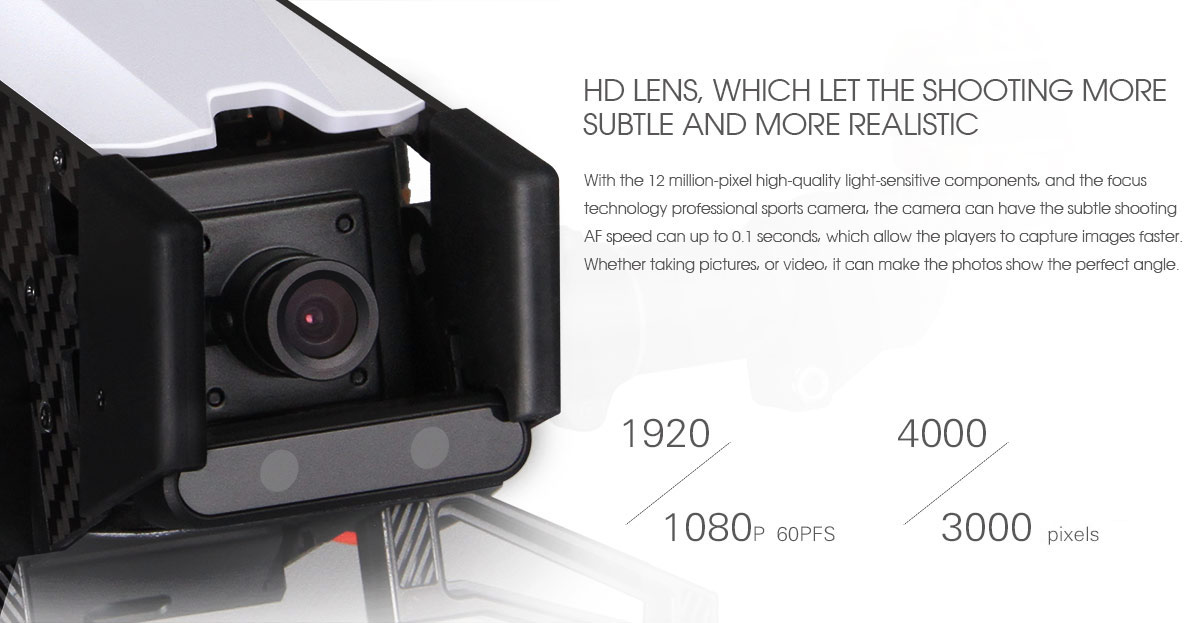 HD LENS, WHICH LET THE SHOOTING MORE
SUBTLE AND MORE REALISTIC
With the 12 million-pixel high-quality light-sensitive components, and the focus
technology professional sports camera, the camera can have the subtle shooting
AF speed can up to 0.1 seconds, which allow the players to capture images faster.
Whether taking pictures, or video, it can make the photos show the perfect angle.
1920
1080P 60PFS
4000
3000 pixels